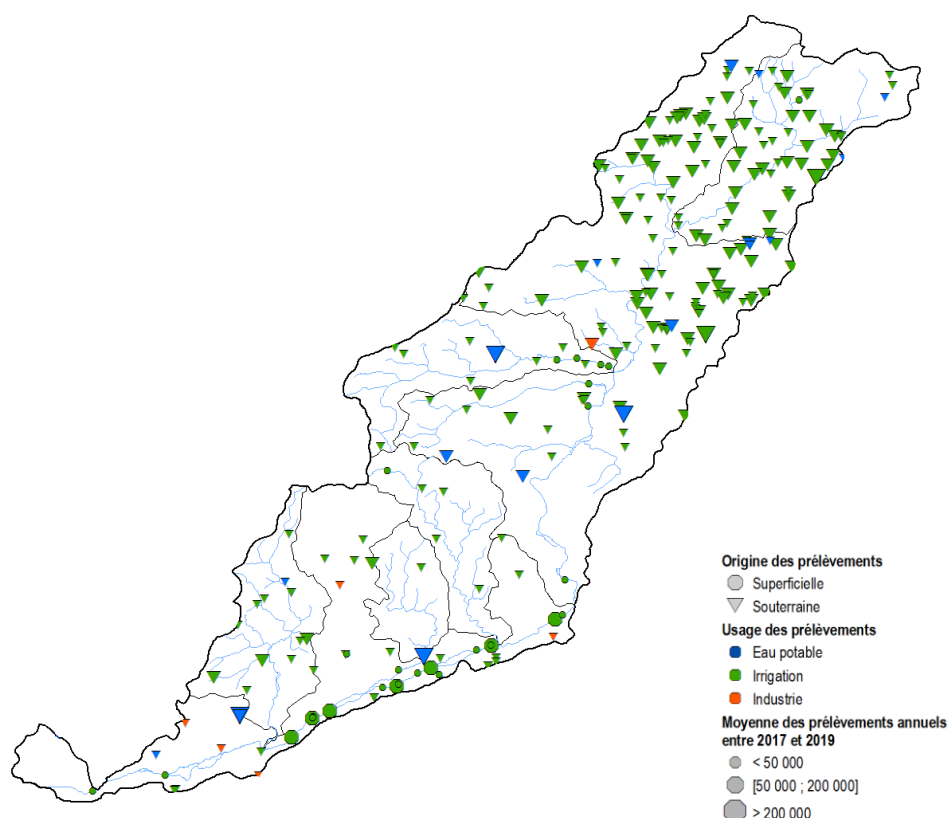 Origine des prélèvements
Superficielle
Souterraine
Usage des prélèvements
Eau potable
Irrigation
Industrie
Moyenne des prélèvements annuels
entre 2017 et 2019
< 50 000
[50 000 ; 200 000]
> 200 000